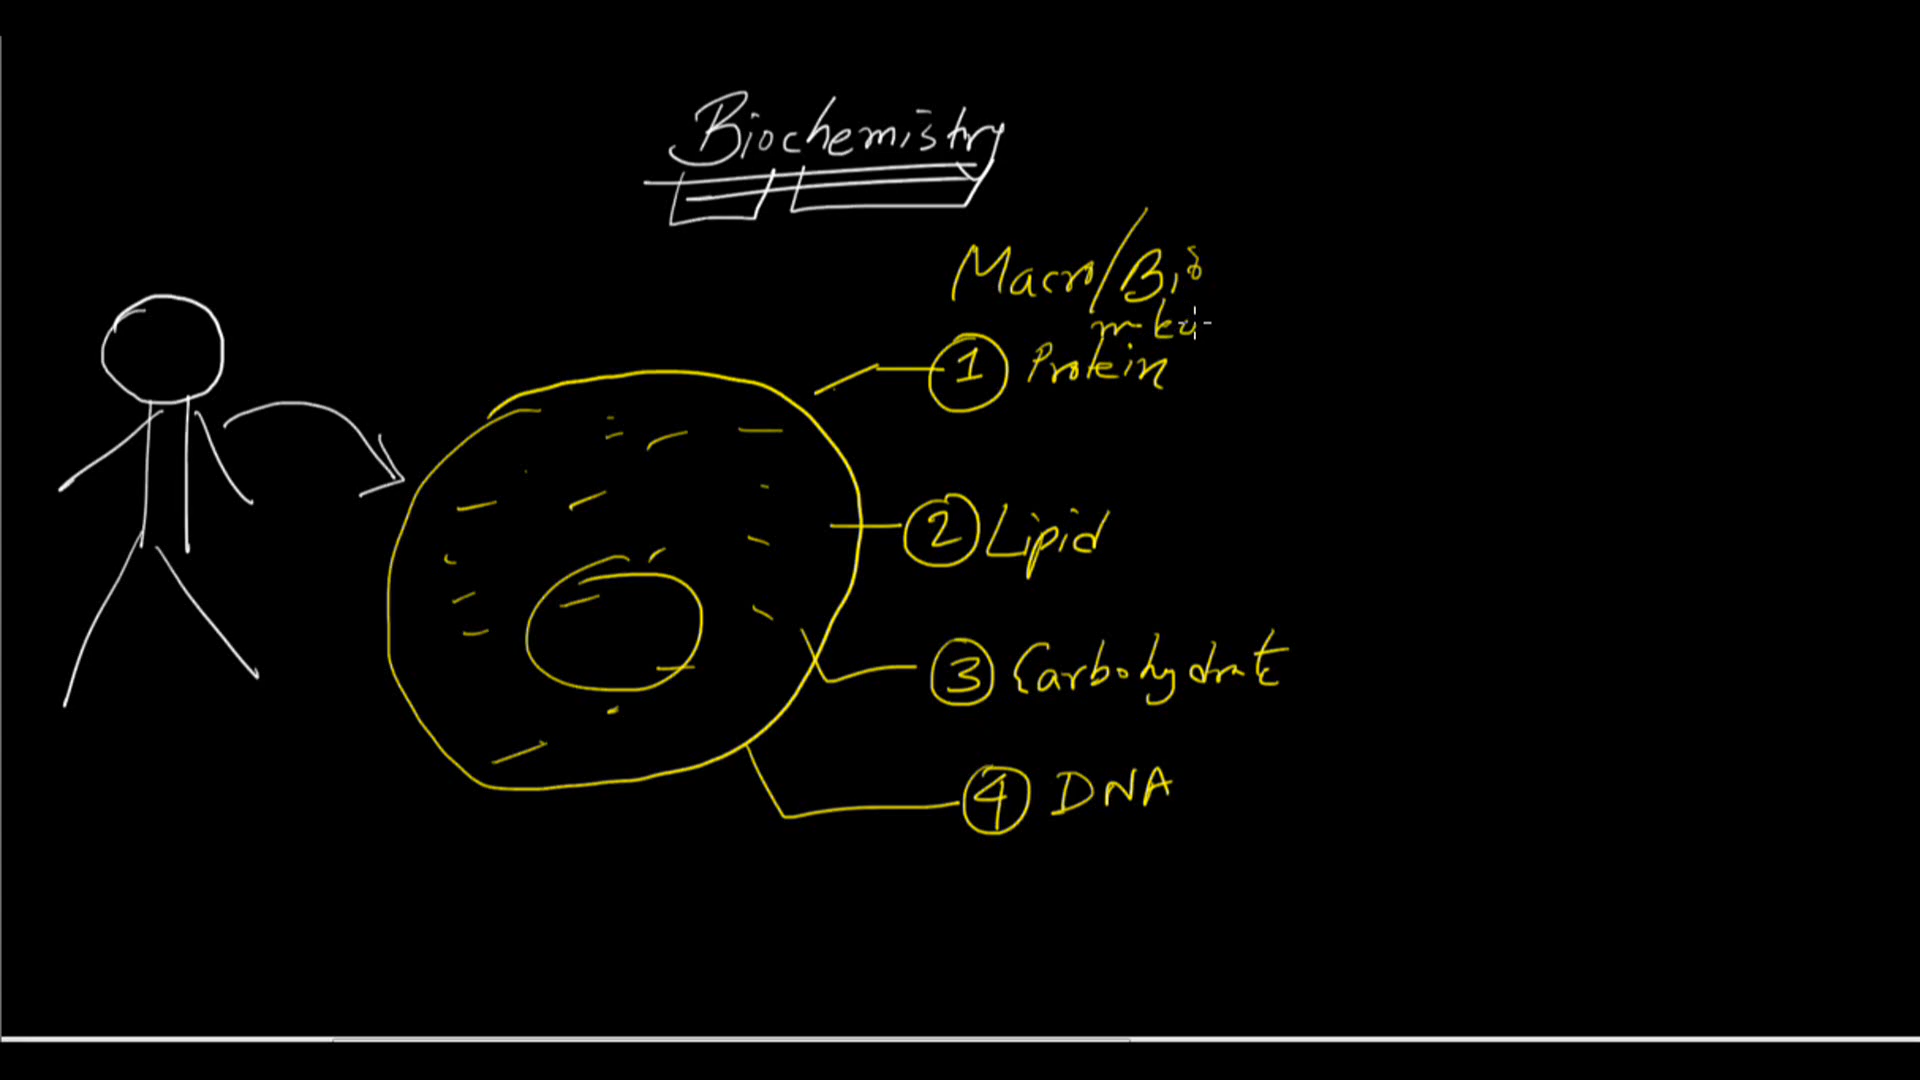 Biochemistry
Macro/Bio
1 Protein
2 Lipid
3 Carbohydrate
4 DNA